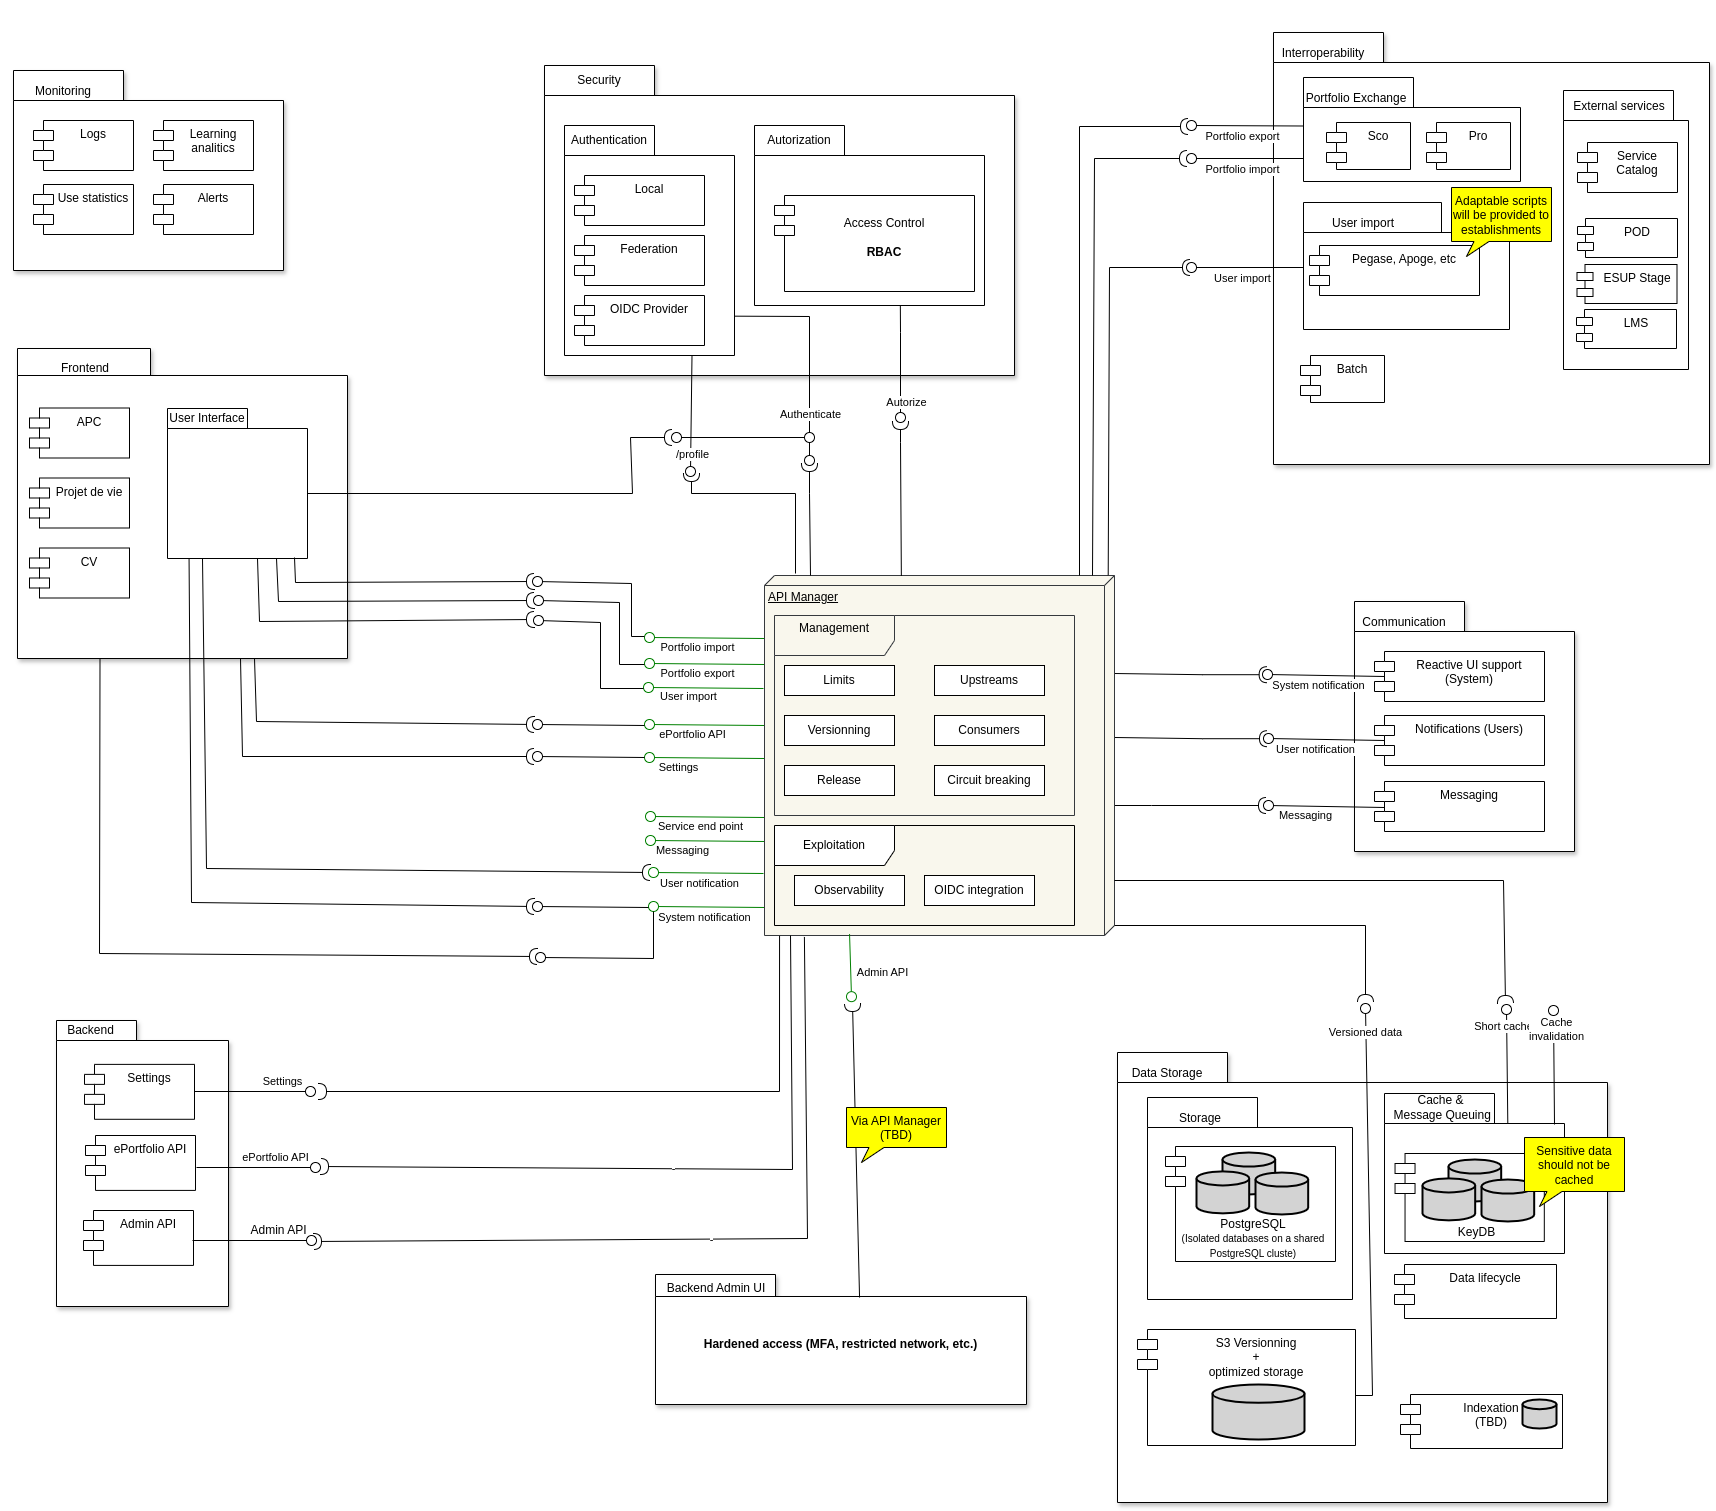 Monitoring
Logs
Learning
analitics
Use statistics
Alerts
Security
Authentication
Local
Federation
OIDC Provider
Autorization
Access Control
RBAC
Interroperability
Portfolio Exchange
Sco
Pro
Portfolio export
Portfolio import
User import
Pegase, Apoge, etc
User import
Adaptable scripts
will be provided to
establishments
External services
Service
Catalog
POD
ESUP Stage
LMS
Batch
Frontend
APC
Projet de vie
CV
User Interface
/profile
Authenticate
Autorize
API Manager
Management
Limits
Upstreams
Versionning
Consumers
Release
Circuit breaking
Exploitation
Observability
OIDC integration
Portfolio import
Portfolio export
User import
ePortfolio API
Settings
Service end point
Messaging
User notification
System notification
Communication
Reactive UI support
(System)
Notifications (Users)
Messaging
System notification
User notification
Messaging
Admin API
Via API Manager
(TBD)
Backend
Settings
ePortfolio API
Admin API
Settings
ePortfolio API
Admin API
Backend Admin UI
Hardened access (MFA, restricted network, etc.)
Versioned data
Short cache
Cache
invalidation
Data Storage
Storage
PostgreSQL
(Isolated databases on a shared
PostgreSQL cluste)
Cache &
Message Queuing
KeyDB
Sensitive data
should not be
cached
Data lifecycle
S3 Versionning
+
optimized storage
Indexation
(TBD)